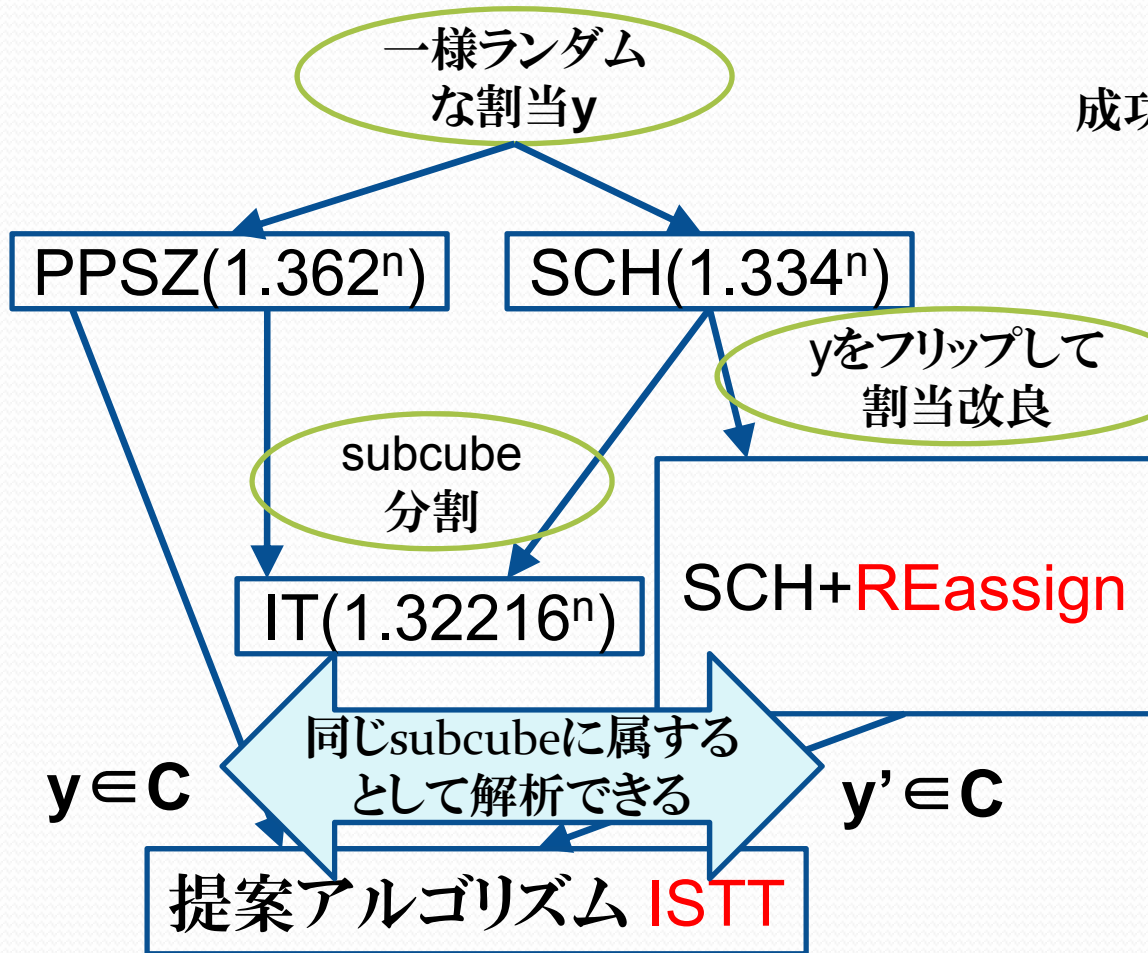 一様ランダム
な割当y
成功
PPSZ(1.362ⁿ)
SCH(1.334ⁿ)
yをフリップして
割当改良
subcube
分割
IT(1.32216ⁿ)
SCH+REassign
同じsubcubeに属する
として解析できる
y∈C
y’∈C
提案アルゴリズム ISTT